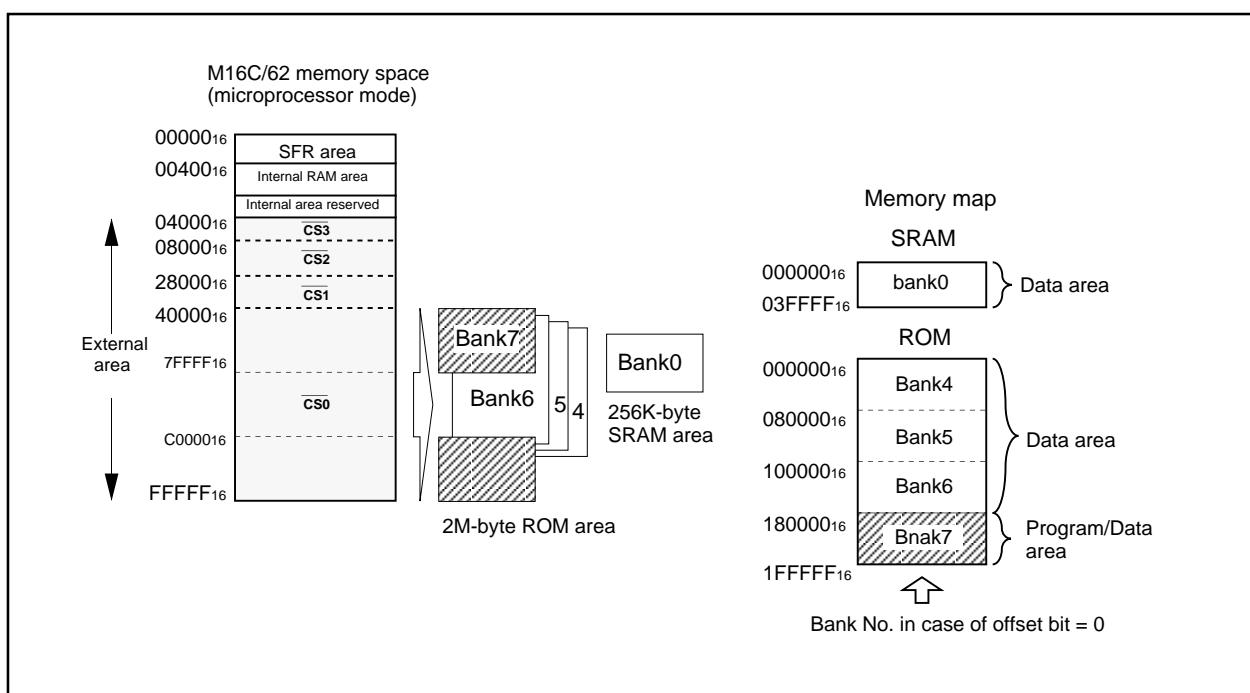 M16C/62 memory space
(microprocessor mode)
00000₁₆
SFR area
00400₁₆
Internal RAM area
Internal area reserved
04000₁₆
CS3
08000₁₆
CS2
28000₁₆
CS1
40000₁₆
External
area
7FFFF₁₆
CS0
C0000₁₆
FFFFF₁₆
Bank7
Bank6
5
4
2M-byte ROM area
Bank0
256K-byte
SRAM area
Memory map
SRAM
000000₁₆
bank0
03FFFF₁₆
Data area
ROM
000000₁₆
Bank4
080000₁₆
Bank5
Data area
100000₁₆
Bank6
180000₁₆
Bnak7
Program/Data
area
1FFFFF₁₆
Bank No. in case of offset bit = 0